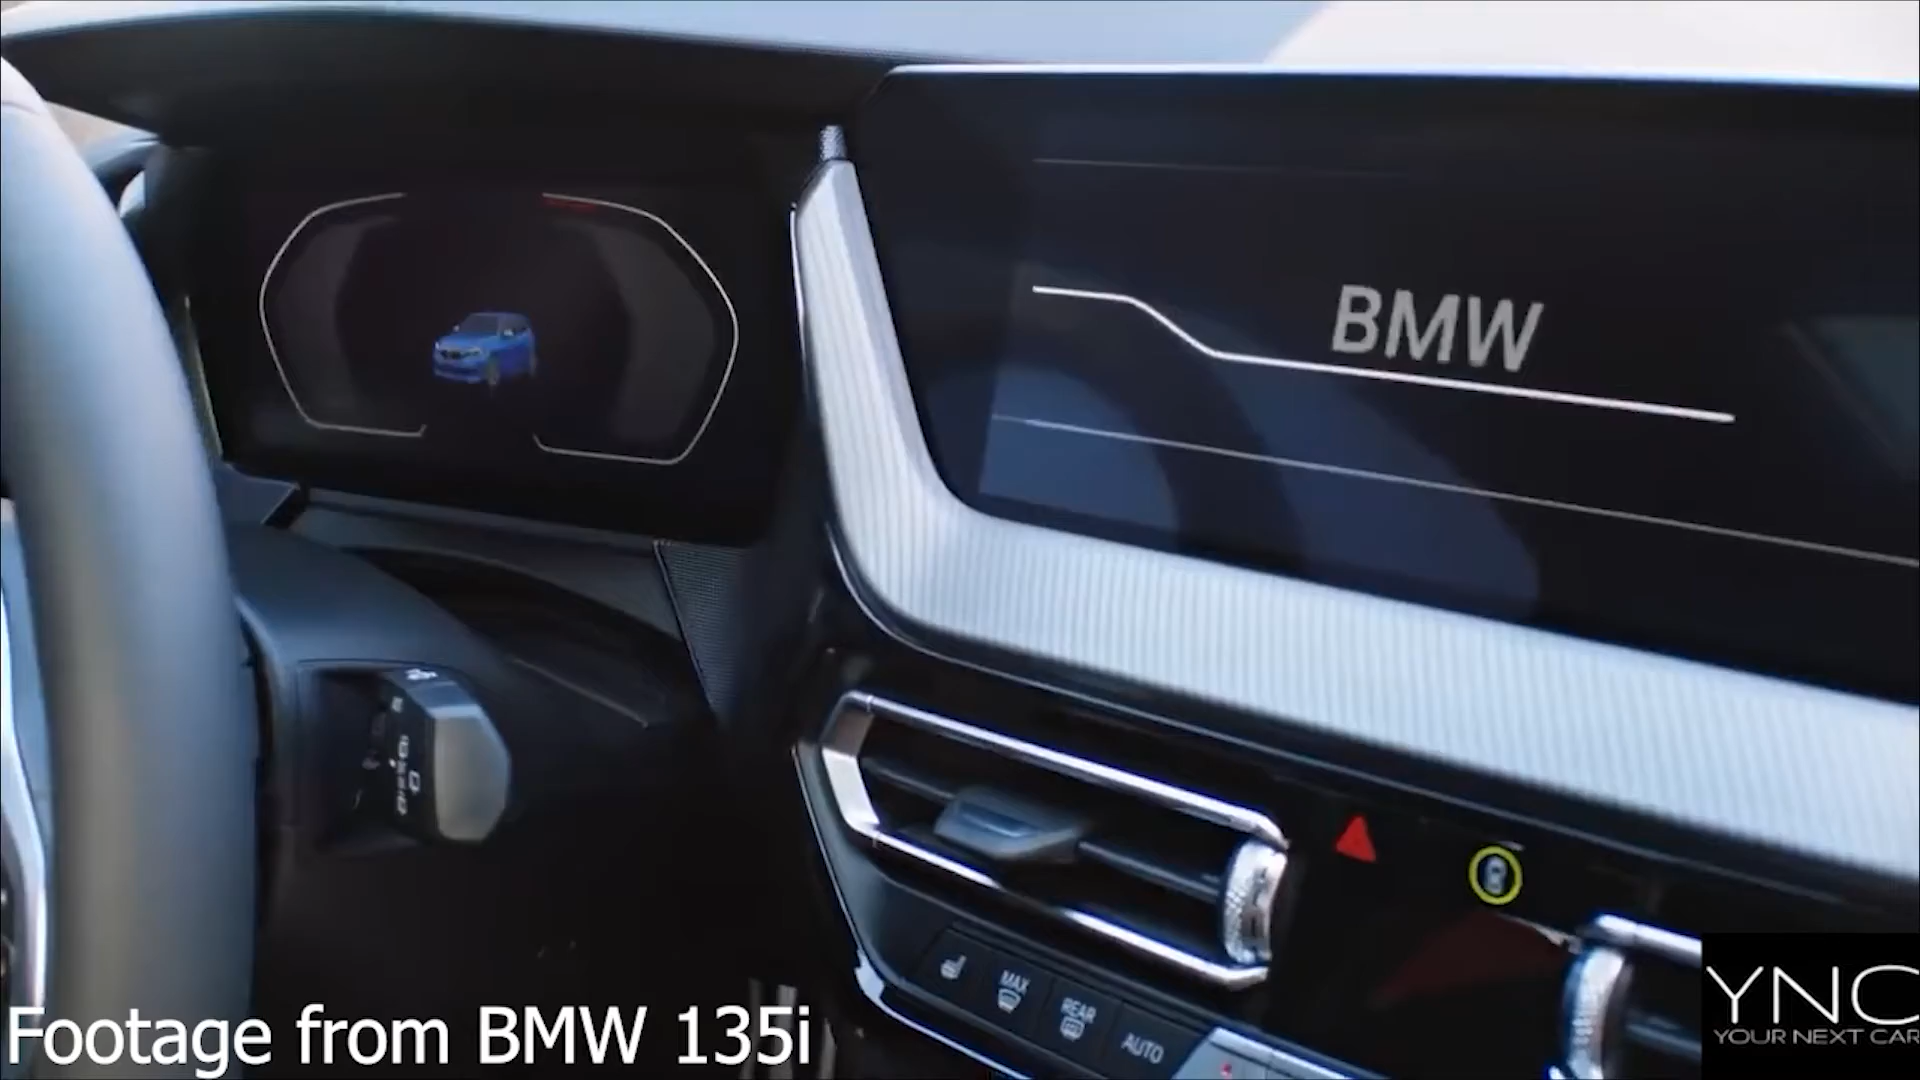 BMW
MAX
REAR
AUTO
Footage from BMW 135i
YNC
YOUR NEXT CAR